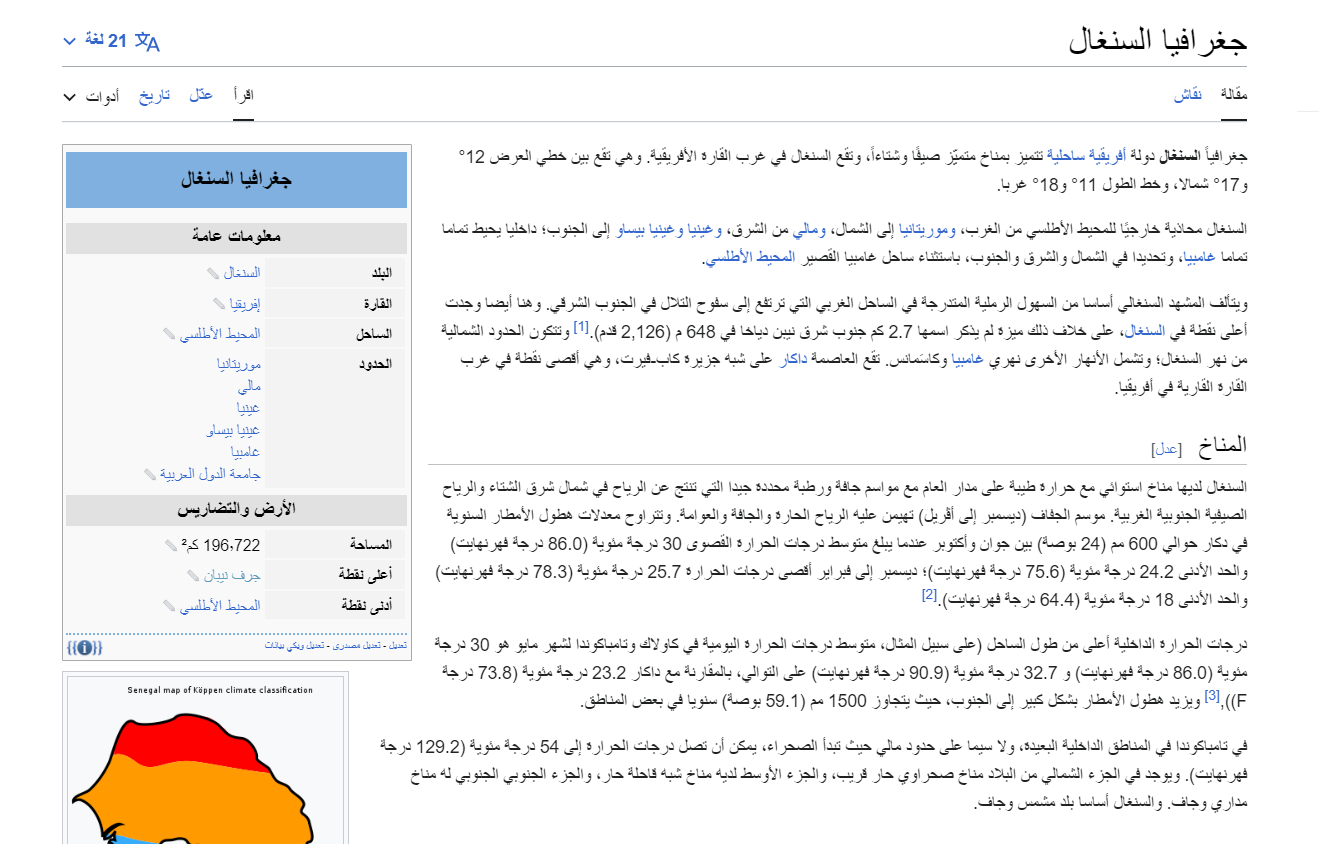 جغرافيا السنغال
21 لغة
مقالة
نقاش
اقرأ
عدّل
تاريخ
أدوات
جغرافياً السنغال دولة أفريقية ساحلية تتميز بمناخ متميّز صيفًا وشتاءاً، وتقع السنغال في غرب القارة الأفريقية. وهي تقع بين خطي العرض 12°
و17° شمالا، وخط الطول 11° و18° غربا.
السنغال محاذية خارجيًا للمحيط الأطلسي من الغرب، وموريتانيا إلى الشمال، ومالي من الشرق، وغينيا وغينيا بيساو إلى الجنوب؛ داخليا يحيط تماما
تماما غامبيا، وتحديدا في الشمال والشرق والجنوب، باستثناء ساحل غامبيا القصير المحيط الأطلسي.
ويتألف المشهد السنغالي أساسا من السهول الرملية المتدرجة في الساحل الغربي التي ترتفع إلى سفوح التلال في الجنوب الشرقي. وهنا أيضا وجدت
أعلى نقطة في السنغال، على خلاف ذلك ميزة لم يذكر اسمها 2.7 كم جنوب شرق نيبن دياخا في 648 م (2,126 قدم).[1] وتتكون الحدود الشمالية
من نهر السنغال؛ وتشمل الأنهار الأخرى نهري غامبيا وكاسَمانس. تقع العاصمة داكار على شبه جزيرة كاب-فيرت، وهي أقصى نقطة في غرب
القارة القارية في أفريقيا.
المناخ [عدل]
السنغال لديها مناخ استوائي مع حرارة طيبة على مدار العام مع مواسم جافة ورطبة محددة جيدا التي تنتج عن الرياح في شمال شرق الشتاء والرياح
الصيفية الجنوبية الغربية. موسم الجفاف (ديسمبر إلى أقريل) تهيمن عليه الرياح الحارة والجافة والعوامة. وتتراوح معدلات هطول الأمطار السنوية
في دكار حوالي 600 مم (24 بوصة) بين جوان وأكتوبر عندما يبلغ متوسط درجات الحرارة القصوى 30 درجة مئوية (86.0 درجة فهرنهايت)
والحد الأدنى 24.2 درجة مئوية (75.6 درجة فهرنهايت)؛ ديسمبر إلى فبراير أقصى درجات الحرارة 25.7 درجة مئوية (78.3 درجة فهرنهايت)
والحد الأدنى 18 درجة مئوية (64.4 درجة فهرنهايت).[2]
درجات الحرارة الداخلية أعلى من طول الساحل (على سبيل المثال، متوسط درجات الحرارة اليومية في كاولاك وتامباكوندا لشهر مايو هو 30 درجة
مئوية (86.0 درجة فهرنهايت) و 32.7 درجة مئوية (90.9 درجة فهرنهايت) على التوالي، بالمقارنة مع داكار 23.2 درجة مئوية (73.8 درجة
F)),[3] ويزيد هطول الأمطار بشكل كبير إلى الجنوب، حيث يتجاوز 1500 مم (59.1 بوصة) سنويا في بعض المناطق.
في تامباكوندا في المناطق الداخلية البعيدة، ولا سيما على حدود مالي حيث تبدأ الصحراء، يمكن أن تصل درجات الحرارة إلى 54 درجة مئوية (129.2 درجة
فهرنهايت). ويوجد في الجزء الشمالي من البلاد مناخ صحراوي حار قريب، والجزء الأوسط لديه مناخ شبه قاحلة حار، والجزء الجنوبي الجنوبي له مناخ
مداري وجاف. والسنغال أساسا بلد مشمس وجاف.
جغرافيا السنغال
معلومات عامة
البلد السنغال
القارة إفريقيا
الساحل المحيط الأطلسي
الحدود موريتانيا
مالي
غينيا
غينيا بيساو
غامبيا
جامعة الدول العربية
الأرض والتضاريس
المساحة 196٬722 كم²
أعلى نقطة جرف نيبان
أدنى نقطة المحيط الأطلسي
تعديل - تعديل مصدري - تعديل ويكي بيانات
Senegal map of Köppen climate classification